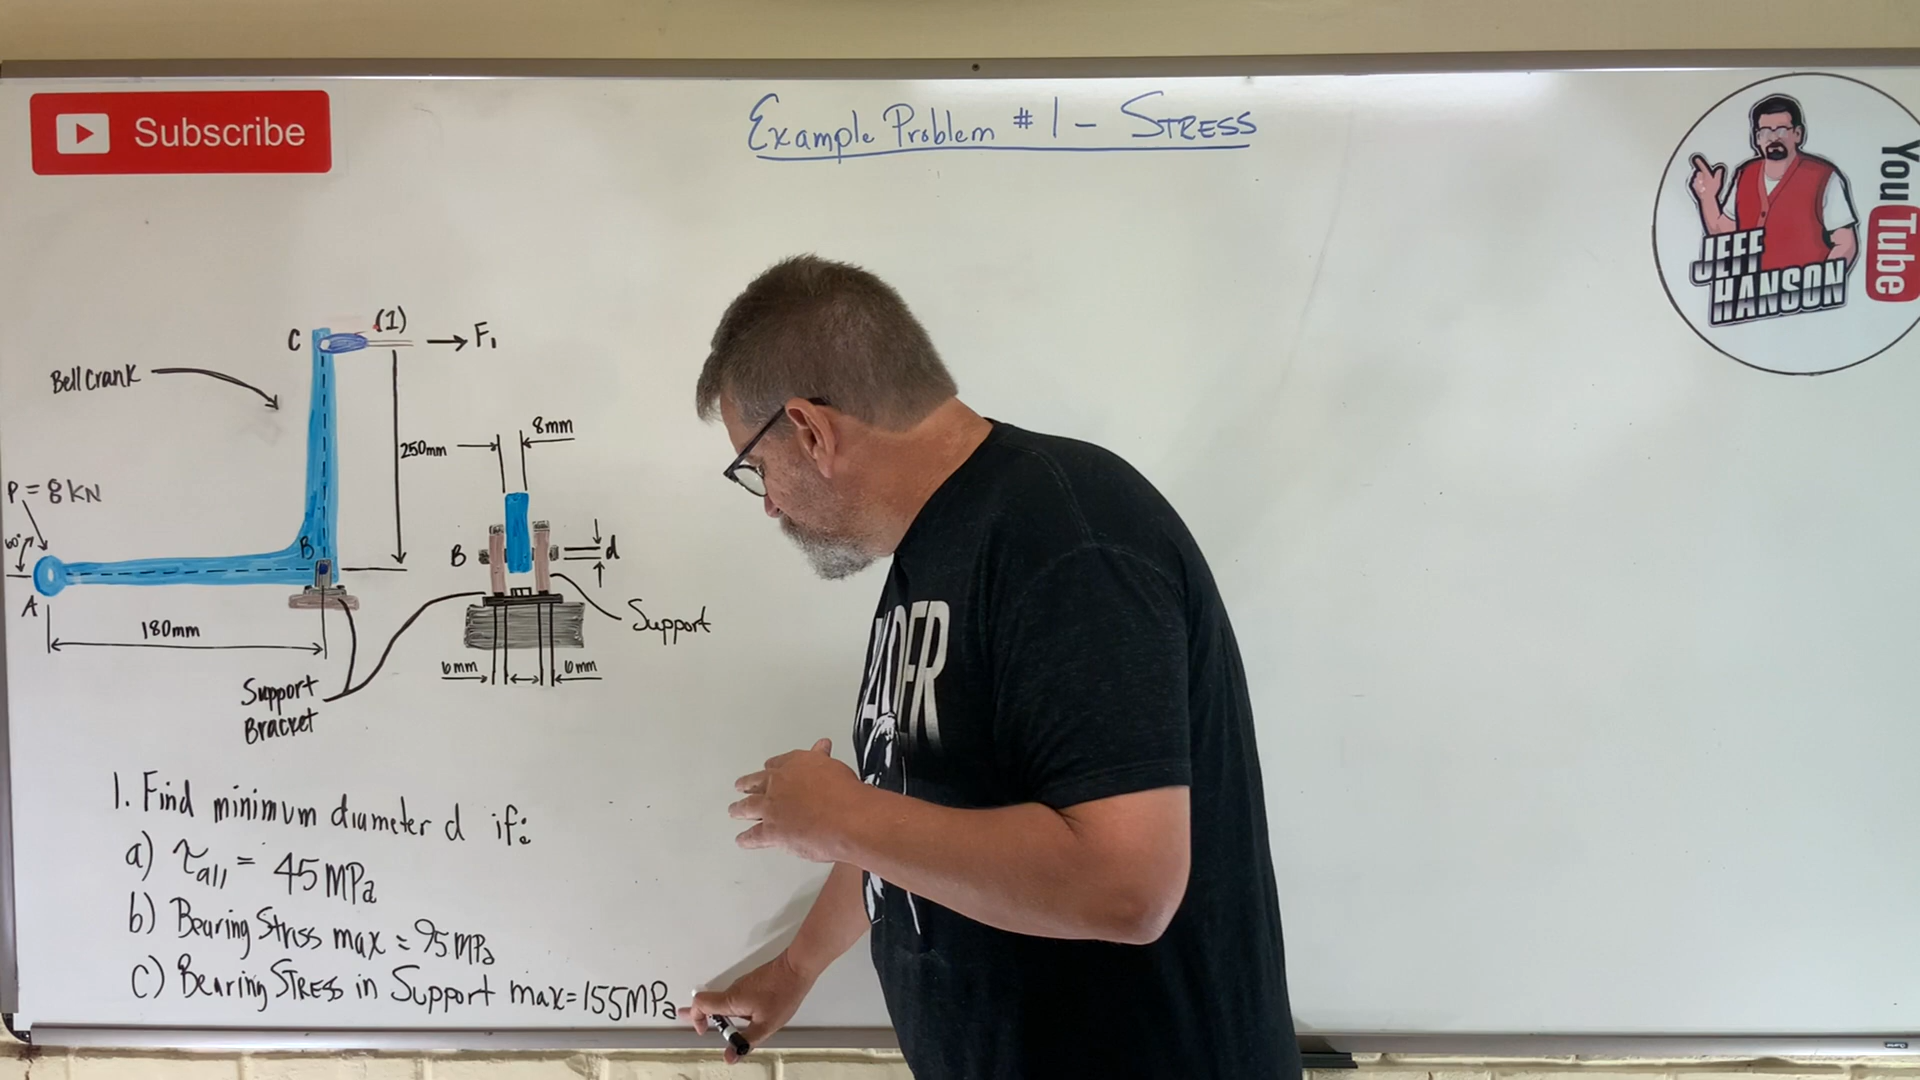 Subscribe
Example Problem # 1 - STRESS
YouTube
JEFF
HANSON
C
(1)
F₁
Bell Crank
8mm
250mm
P = 8 KN
60°
B
B
d
A
180mm
Support
6mm
6mm
Support
Bracket
1. Find minimum diameter d if:
a) τall = 45 MPa
b) Bearing Stress max = 95 MPa
c) Bearing STRESS in Support max = 155 MPa